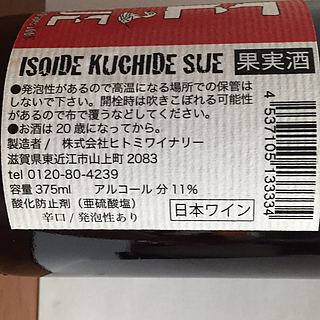 ISOIDE KUCHIDE SUE 果実酒
●発泡性があるので高温になる場所での保管は
しないで下さい。開栓時は吹きこぼれる可能性
があるので布で覆うなどしてください。
●お酒は20歳になってから。
製造者/ 株式会社ヒトミワイナリー
滋賀県東近江市山上町2083
tel 0120-80-4239
容量 375ml アルコール分 11%
酸化防止剤(亜硫酸塩)
辛口/発泡性あり
日本ワイン
4537105133334